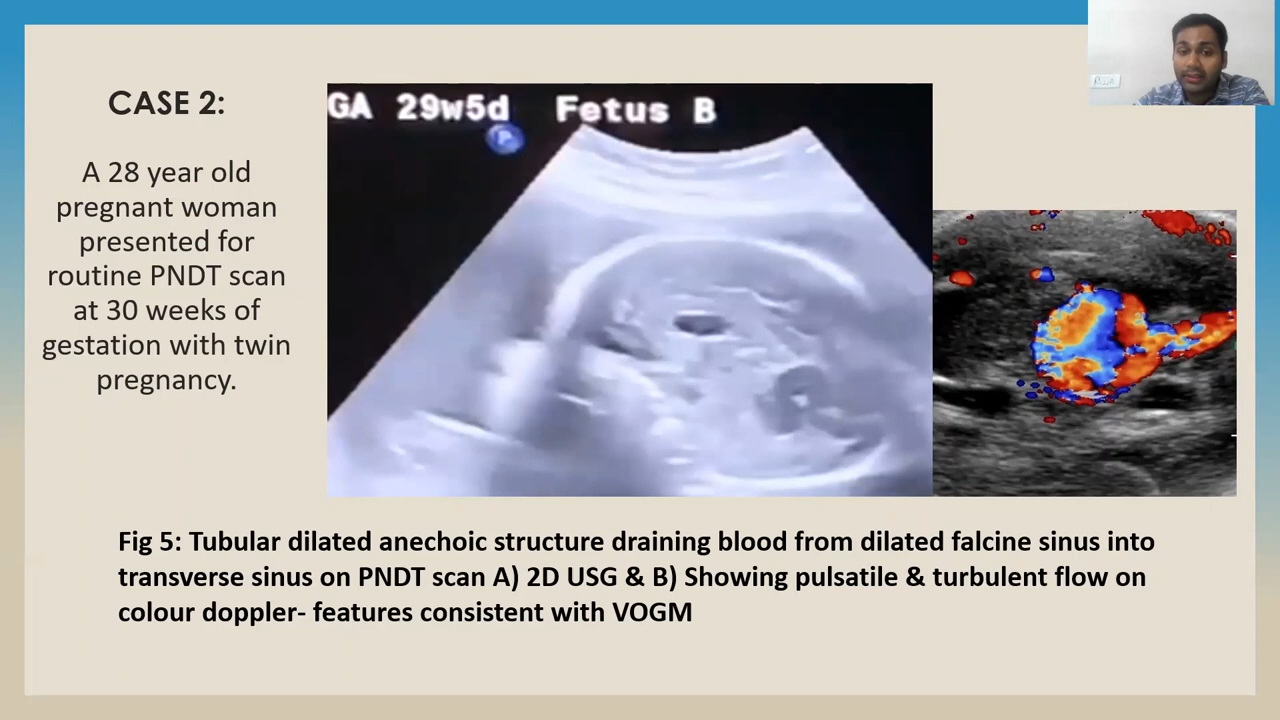 CASE 2:
A 28 year old
pregnant woman
presented for
routine PNDT scan
at 30 weeks of
gestation with twin
pregnancy.
GA 29w5d Fetus B
Fig 5: Tubular dilated anechoic structure draining blood from dilated falcine sinus into
transverse sinus on PNDT scan A) 2D USG & B) Showing pulsatile & turbulent flow on
colour doppler- features consistent with VOGM